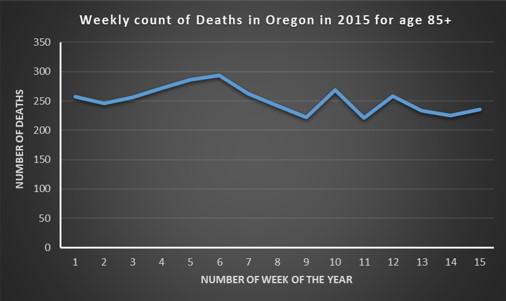 Weekly count of Deaths in Oregon in 2015 for age 85+
NUMBER OF DEATHS
350
300
250
200
150
100
50
0
1 2 3 4 5 6 7 8 9 10 11 12 13 14 15
NUMBER OF WEEK OF THE YEAR